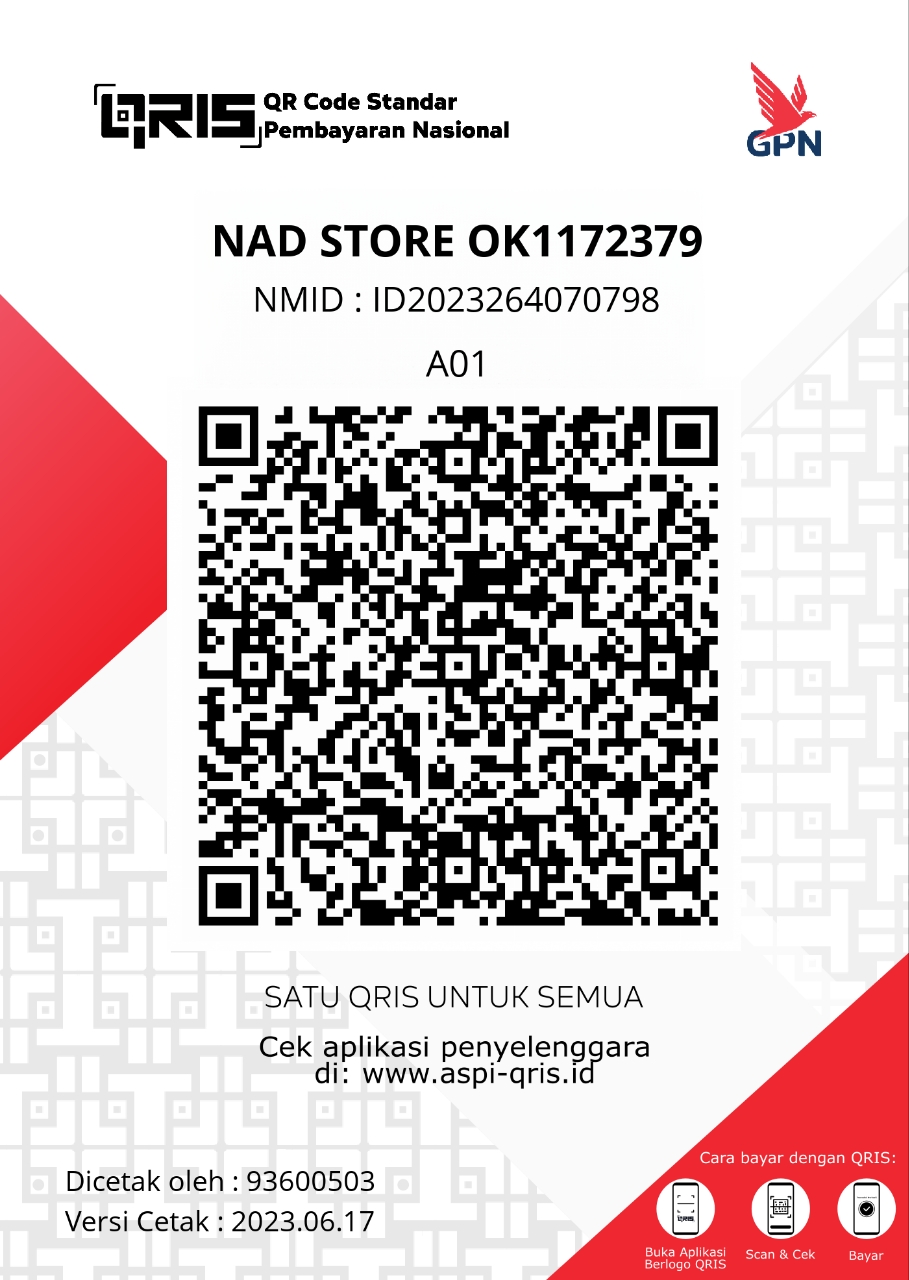 QRIS
QR Code Standar
Pembayaran Nasional
GPN
NAD STORE OK1172379
NMID : ID2023264070798
A01
SATU QRIS UNTUK SEMUA
Cek aplikasi penyelenggara
di: www.aspi-qris.id
Dicetak oleh : 93600503
Versi Cetak : 2023.06.17
Cara bayar dengan QRIS:
QRIS
Buka Aplikasi
Berlogo QRIS
Scan & Cek
Bayar